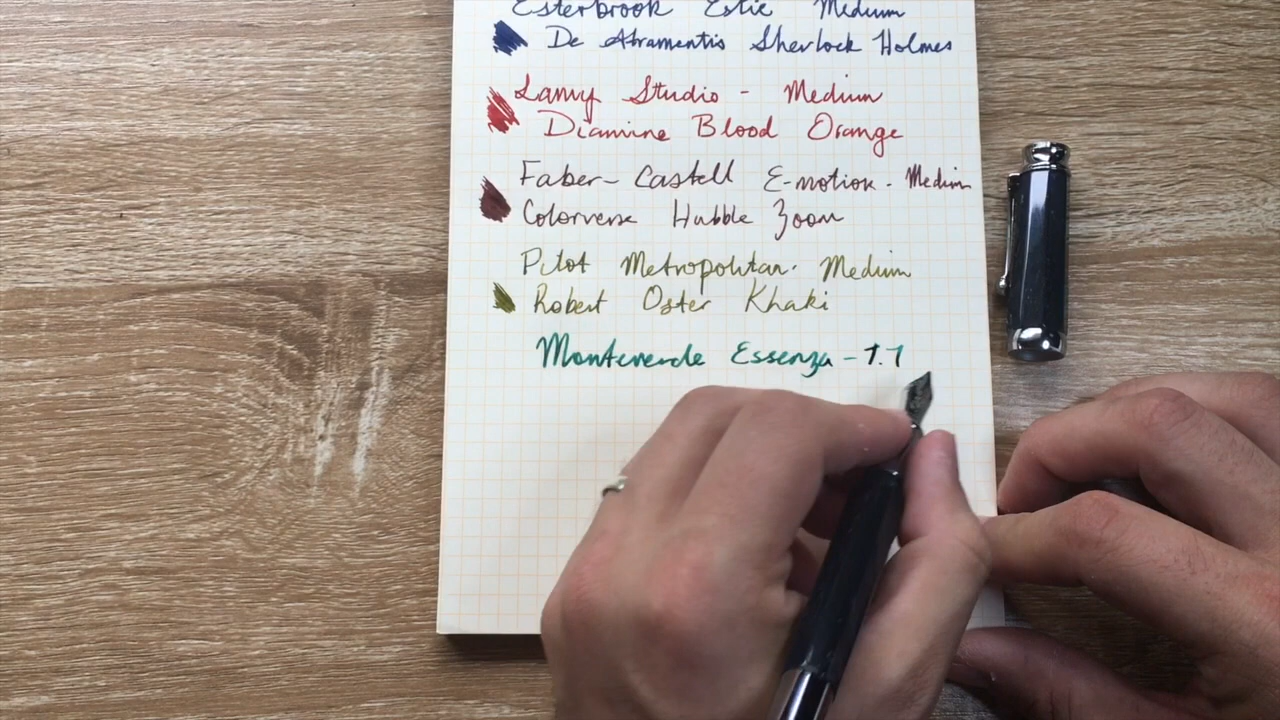 Esterbrook Estie Medium
De Atramentis Sherlock Holmes
Lamy Studio - Medium
Diamine Blood Orange
Faber-Castell E-motion - Medium
Colorverse Hubble Zoom
Pilot Metropolitan - Medium
Robert Oster Khaki
Monteverde Essenza - 1.1